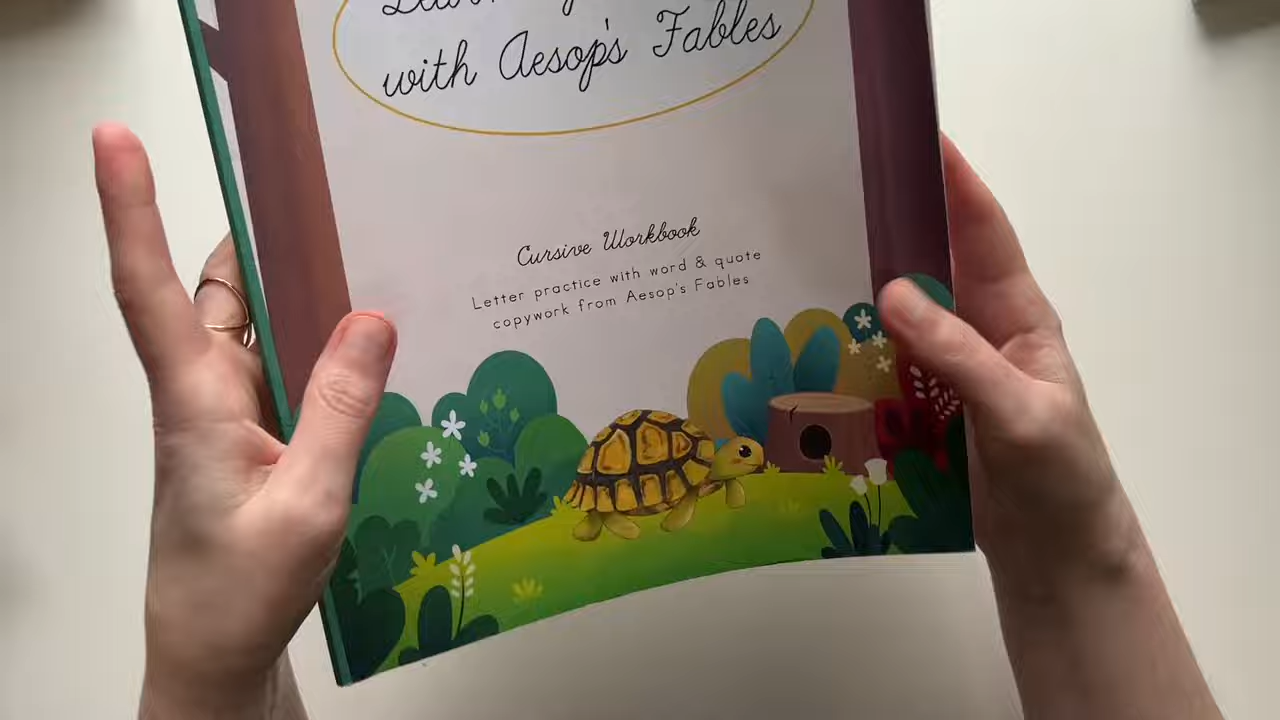 with Aesop's Fables
Cursive Workbook
Letter practice with word & quote
copywork from Aesop's Fables